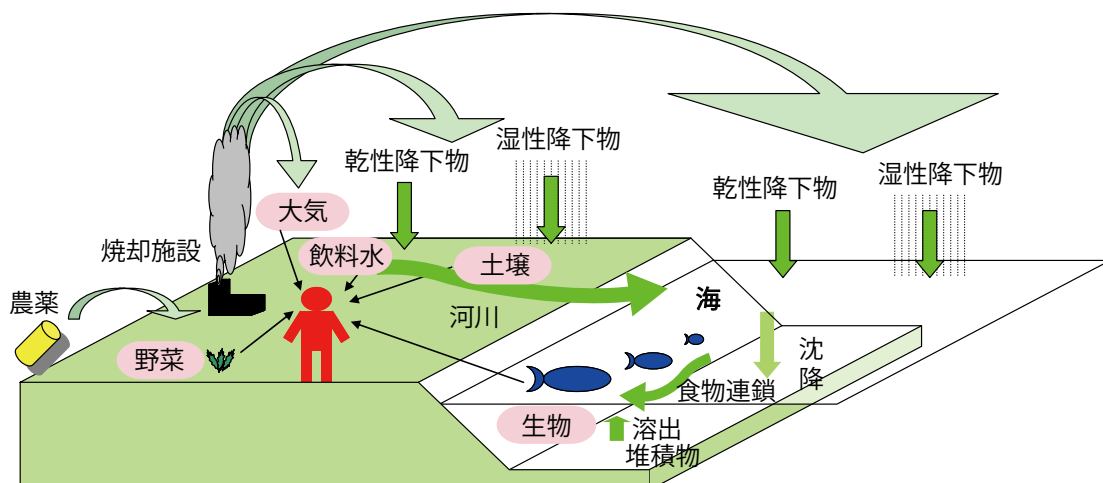 湿性降下物
乾性降下物
湿性降下物
乾性降下物
大気
焼却施設
飲料水
土壌
海
農薬
河川
野菜
沈
降
食物連鎖
生物
溶出
堆積物